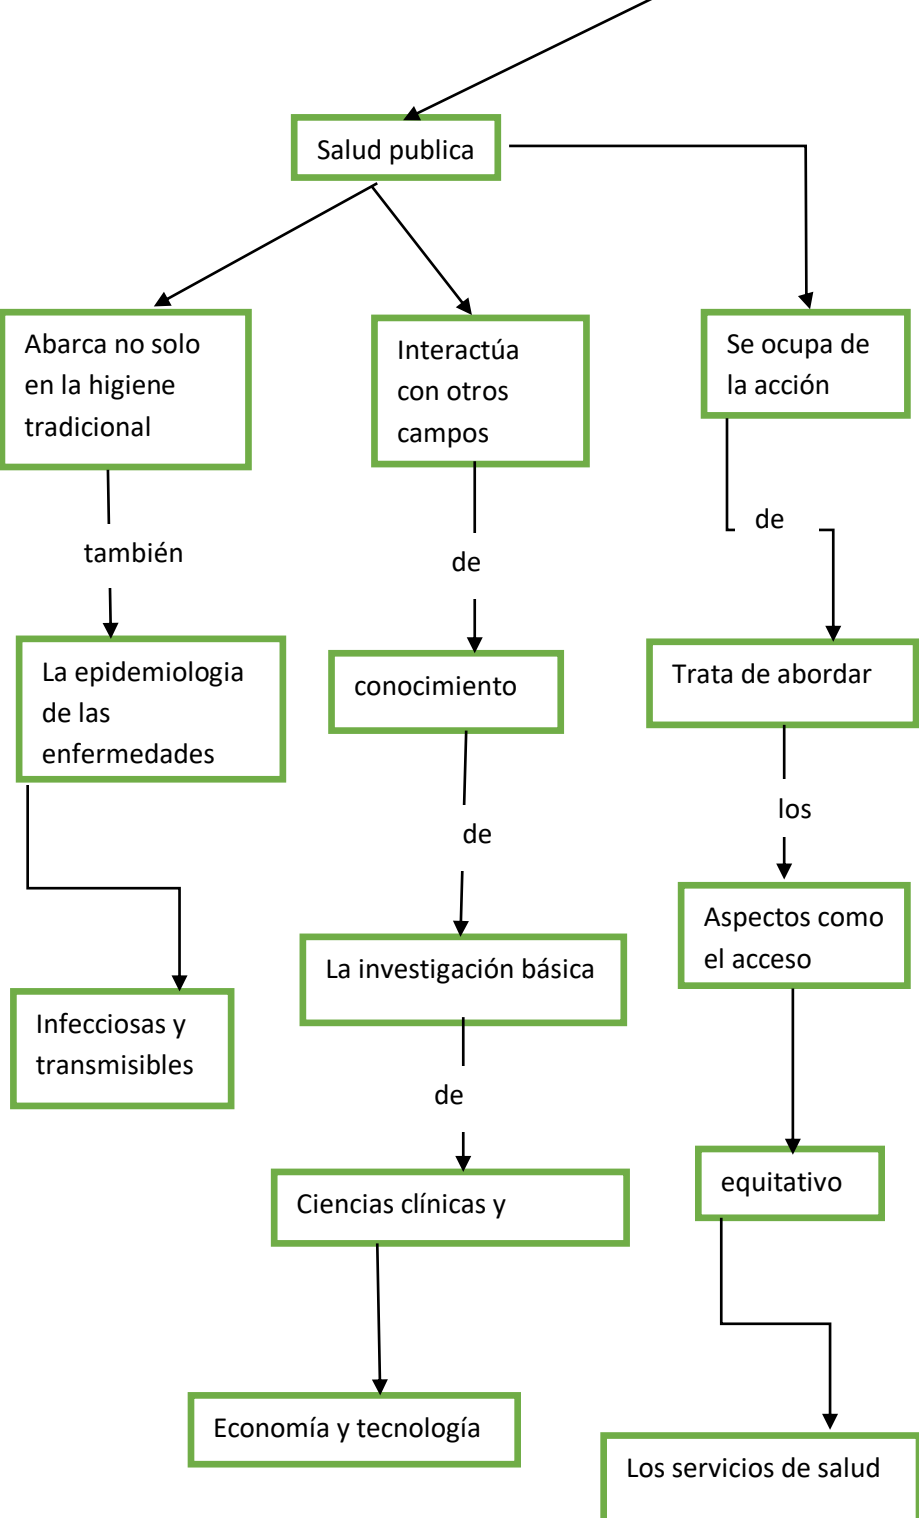 Salud publica
Abarca no solo
en la higiene
tradicional
Interactúa
con otros
campos
Se ocupa de
la acción
también
de
de
La epidemiologia
de las
enfermedades
conocimiento
Trata de abordar
de
los
Infecciosas y
transmisibles
La investigación básica
Aspectos como
el acceso
de
Ciencias clínicas y
equitativo
Economía y tecnología
Los servicios de salud